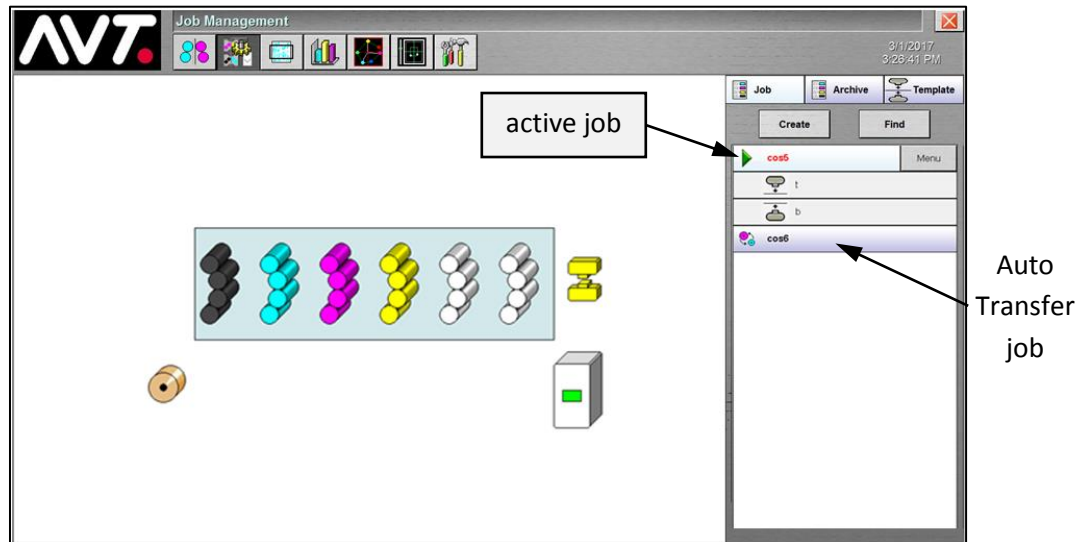 AVT
Job Management
3/1/2017
3:26:41 PM
Job
Archive
Template
Create
Find
active job
cos5
Menu
t
b
cos6
Auto
Transfer
job